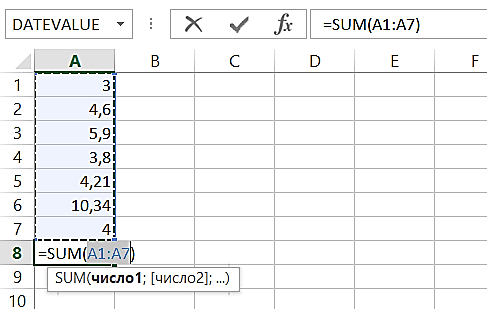 DATEVALUE fx =SUM(A1:A7)
A B C D E F
1 3
2 4,6
3 5,9
4 3,8
5 4,21
6 10,34
7 4
8 =SUM(A1:A7)
9 SUM(число1; [число2]; ...)
10